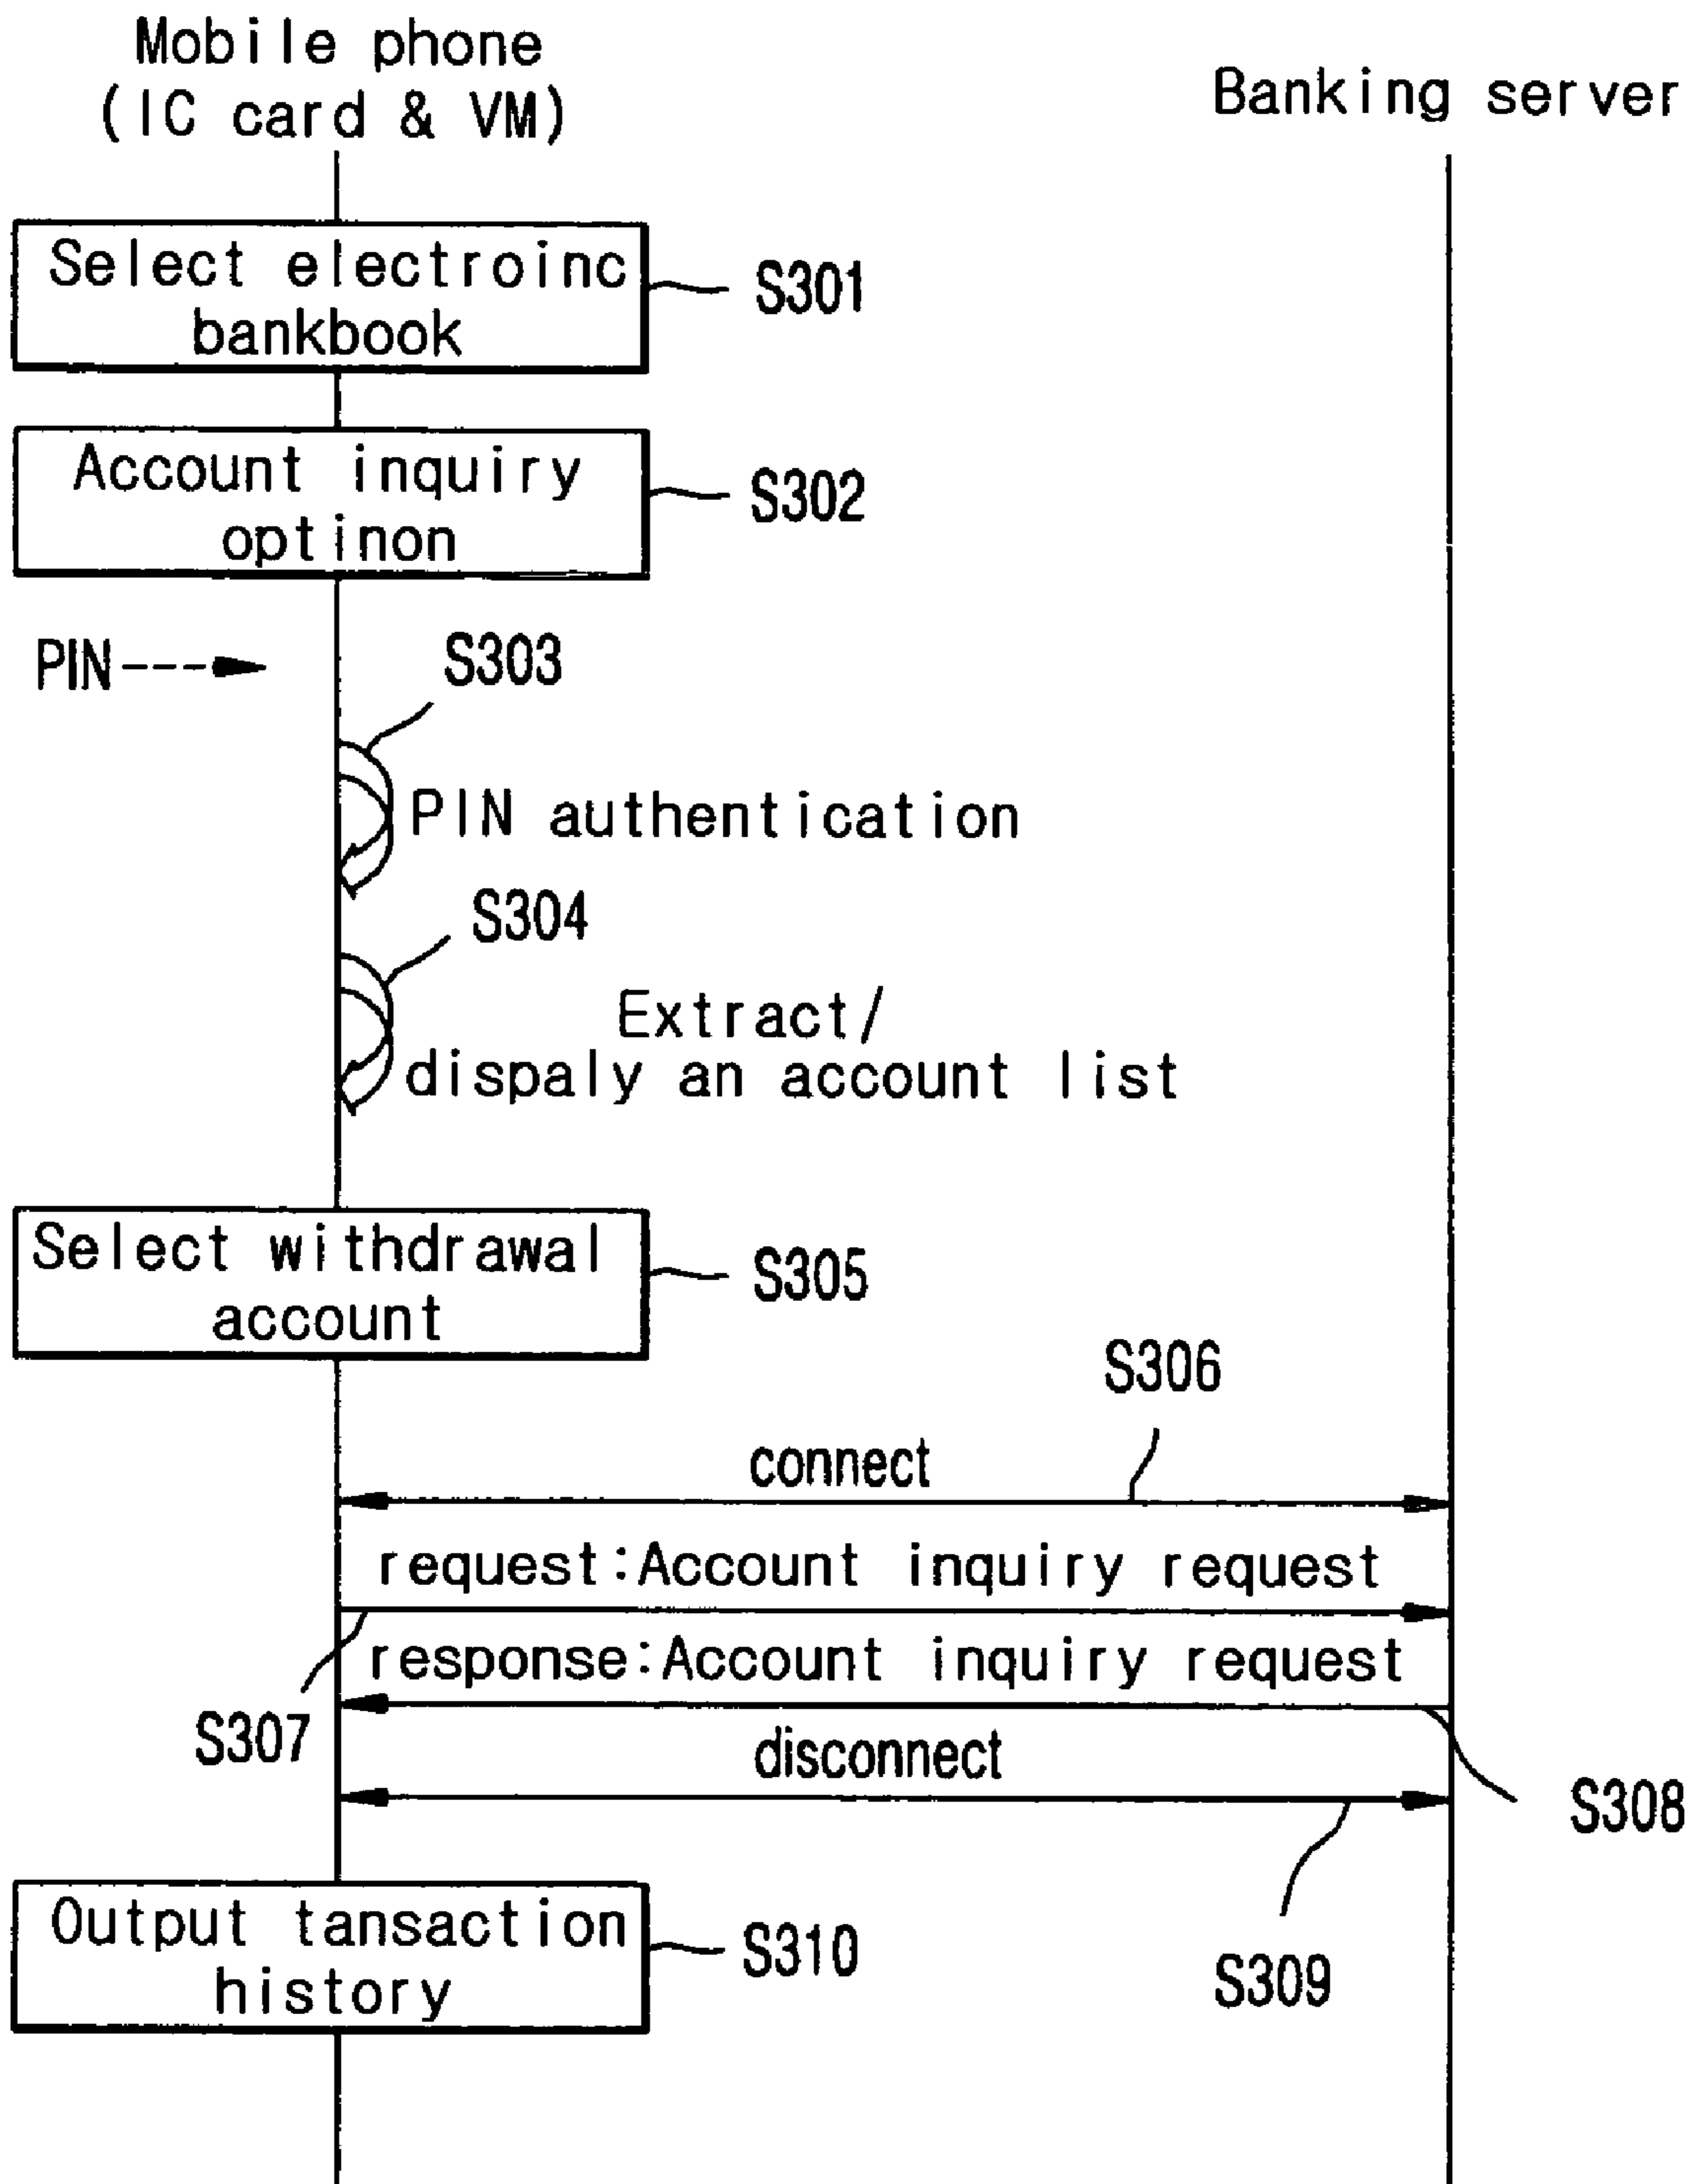 Mobile phone
(IC card & VM)
Banking server
Select electroinc
bankbook
S301
Account inquiry
optinon
S302
PIN
S303
PIN authentication
S304
Extract/
dispaly an account list
Select withdrawal
account
S305
S306
connect
request:Account inquiry request
response:Account inquiry request
S307
disconnect
S308
Output tansaction
history
S310
S309